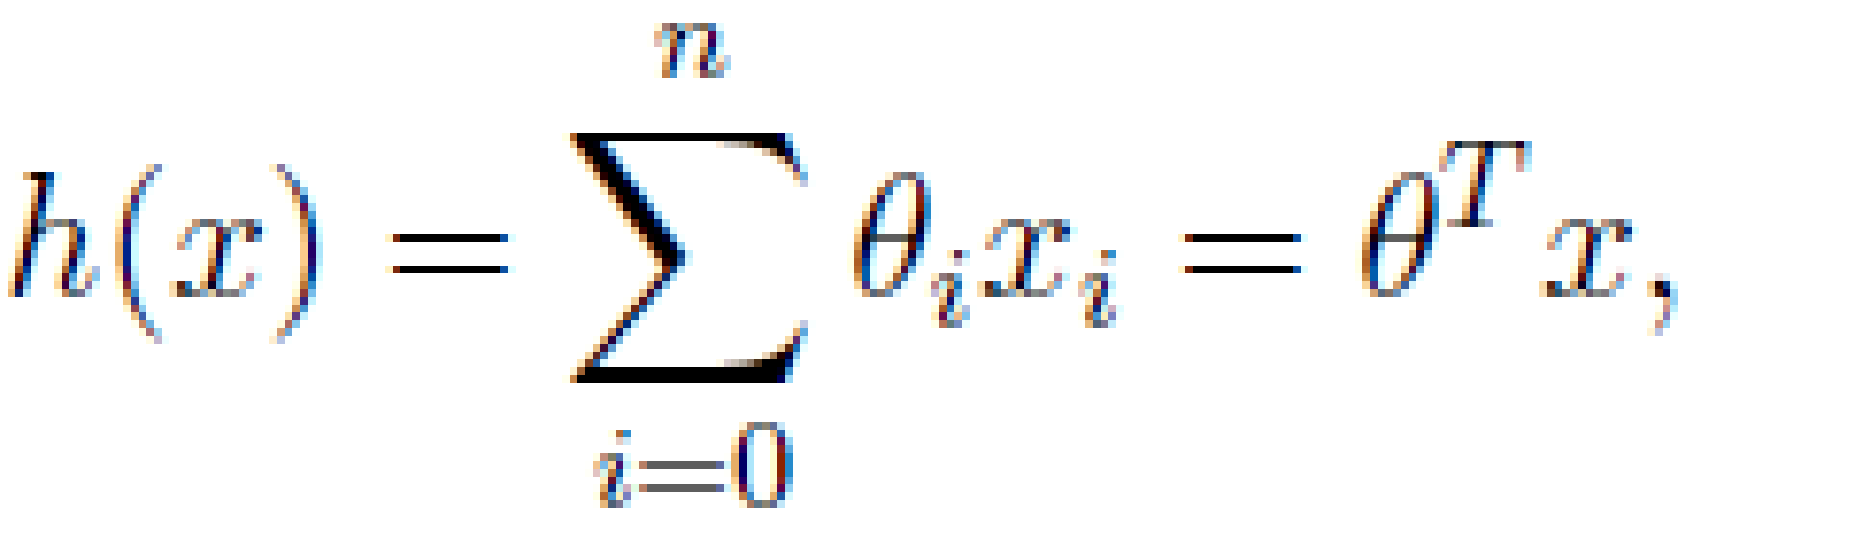 h(x) = \sum_{i=0}^{n} \theta_i x_i = \theta^T x,